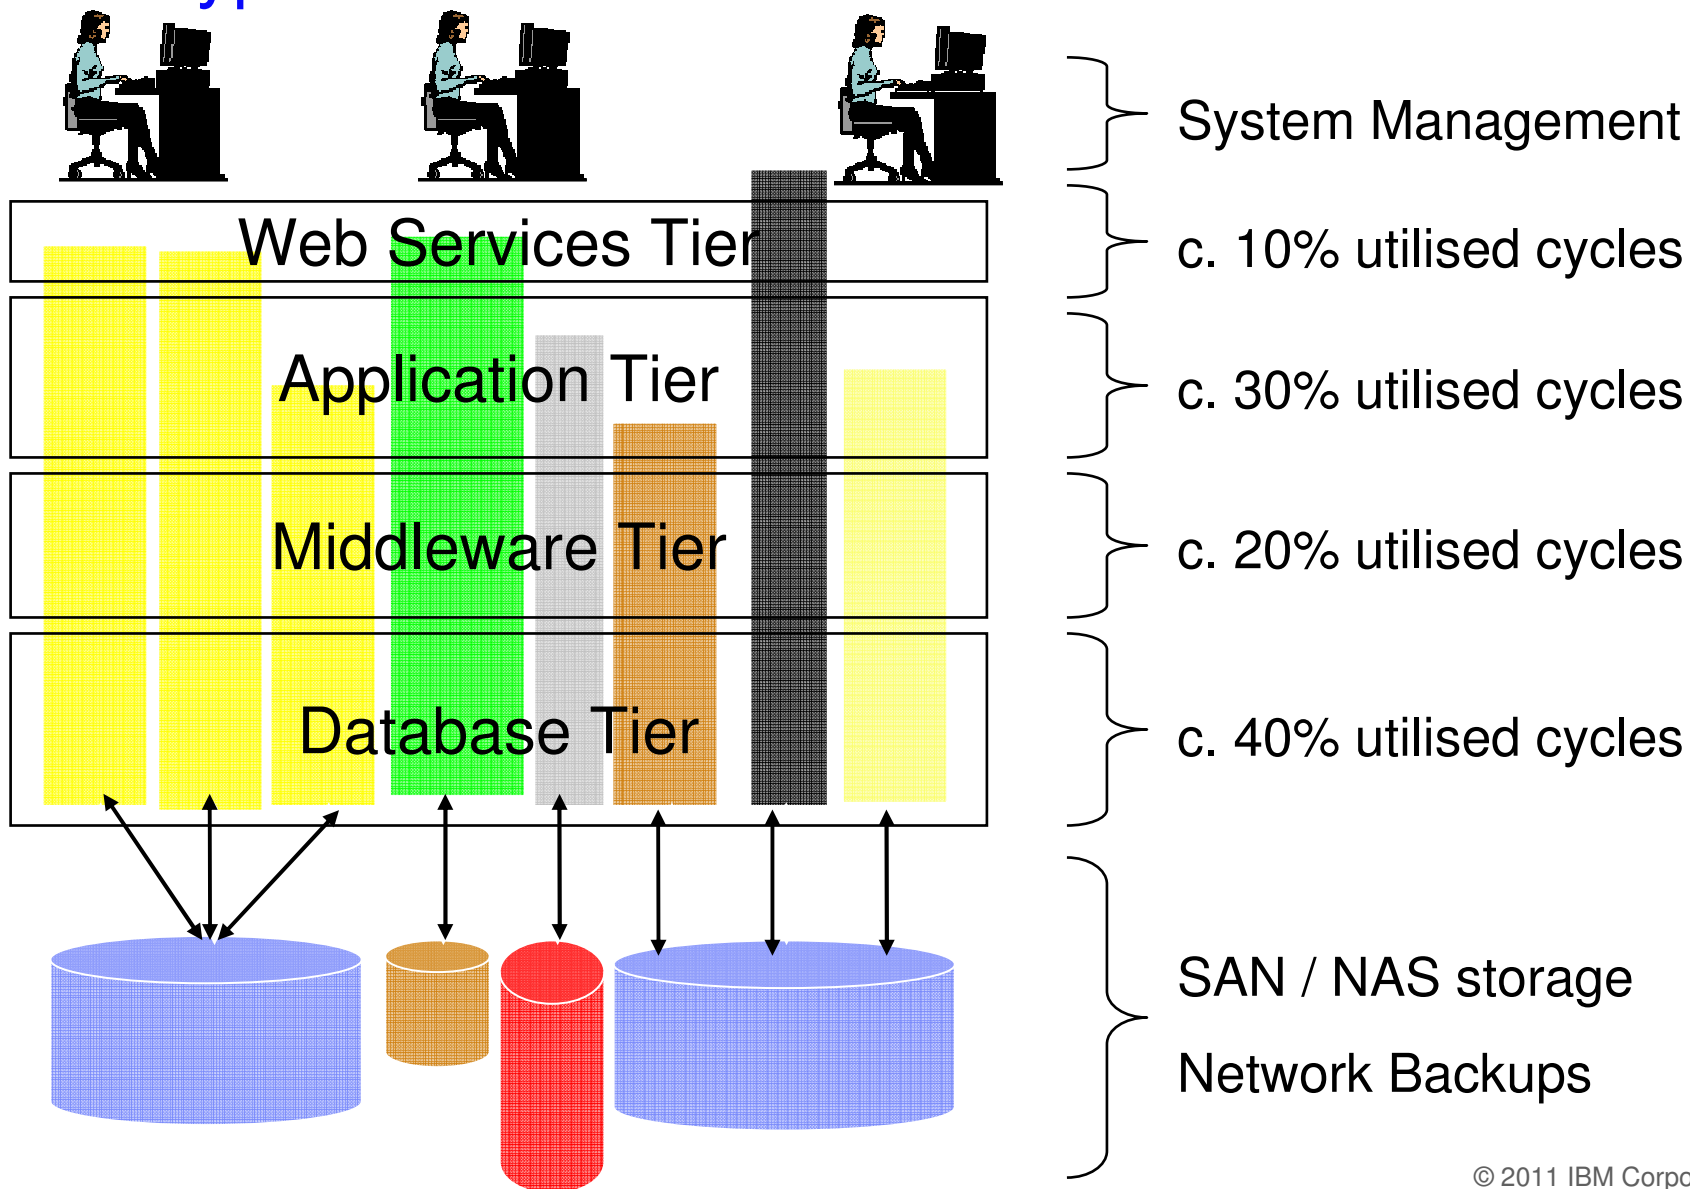 System Management
Web Services Tier
c. 10% utilised cycles
Application Tier
c. 30% utilised cycles
Middleware Tier
c. 20% utilised cycles
Database Tier
c. 40% utilised cycles
SAN / NAS storage
Network Backups
© 2011 IBM